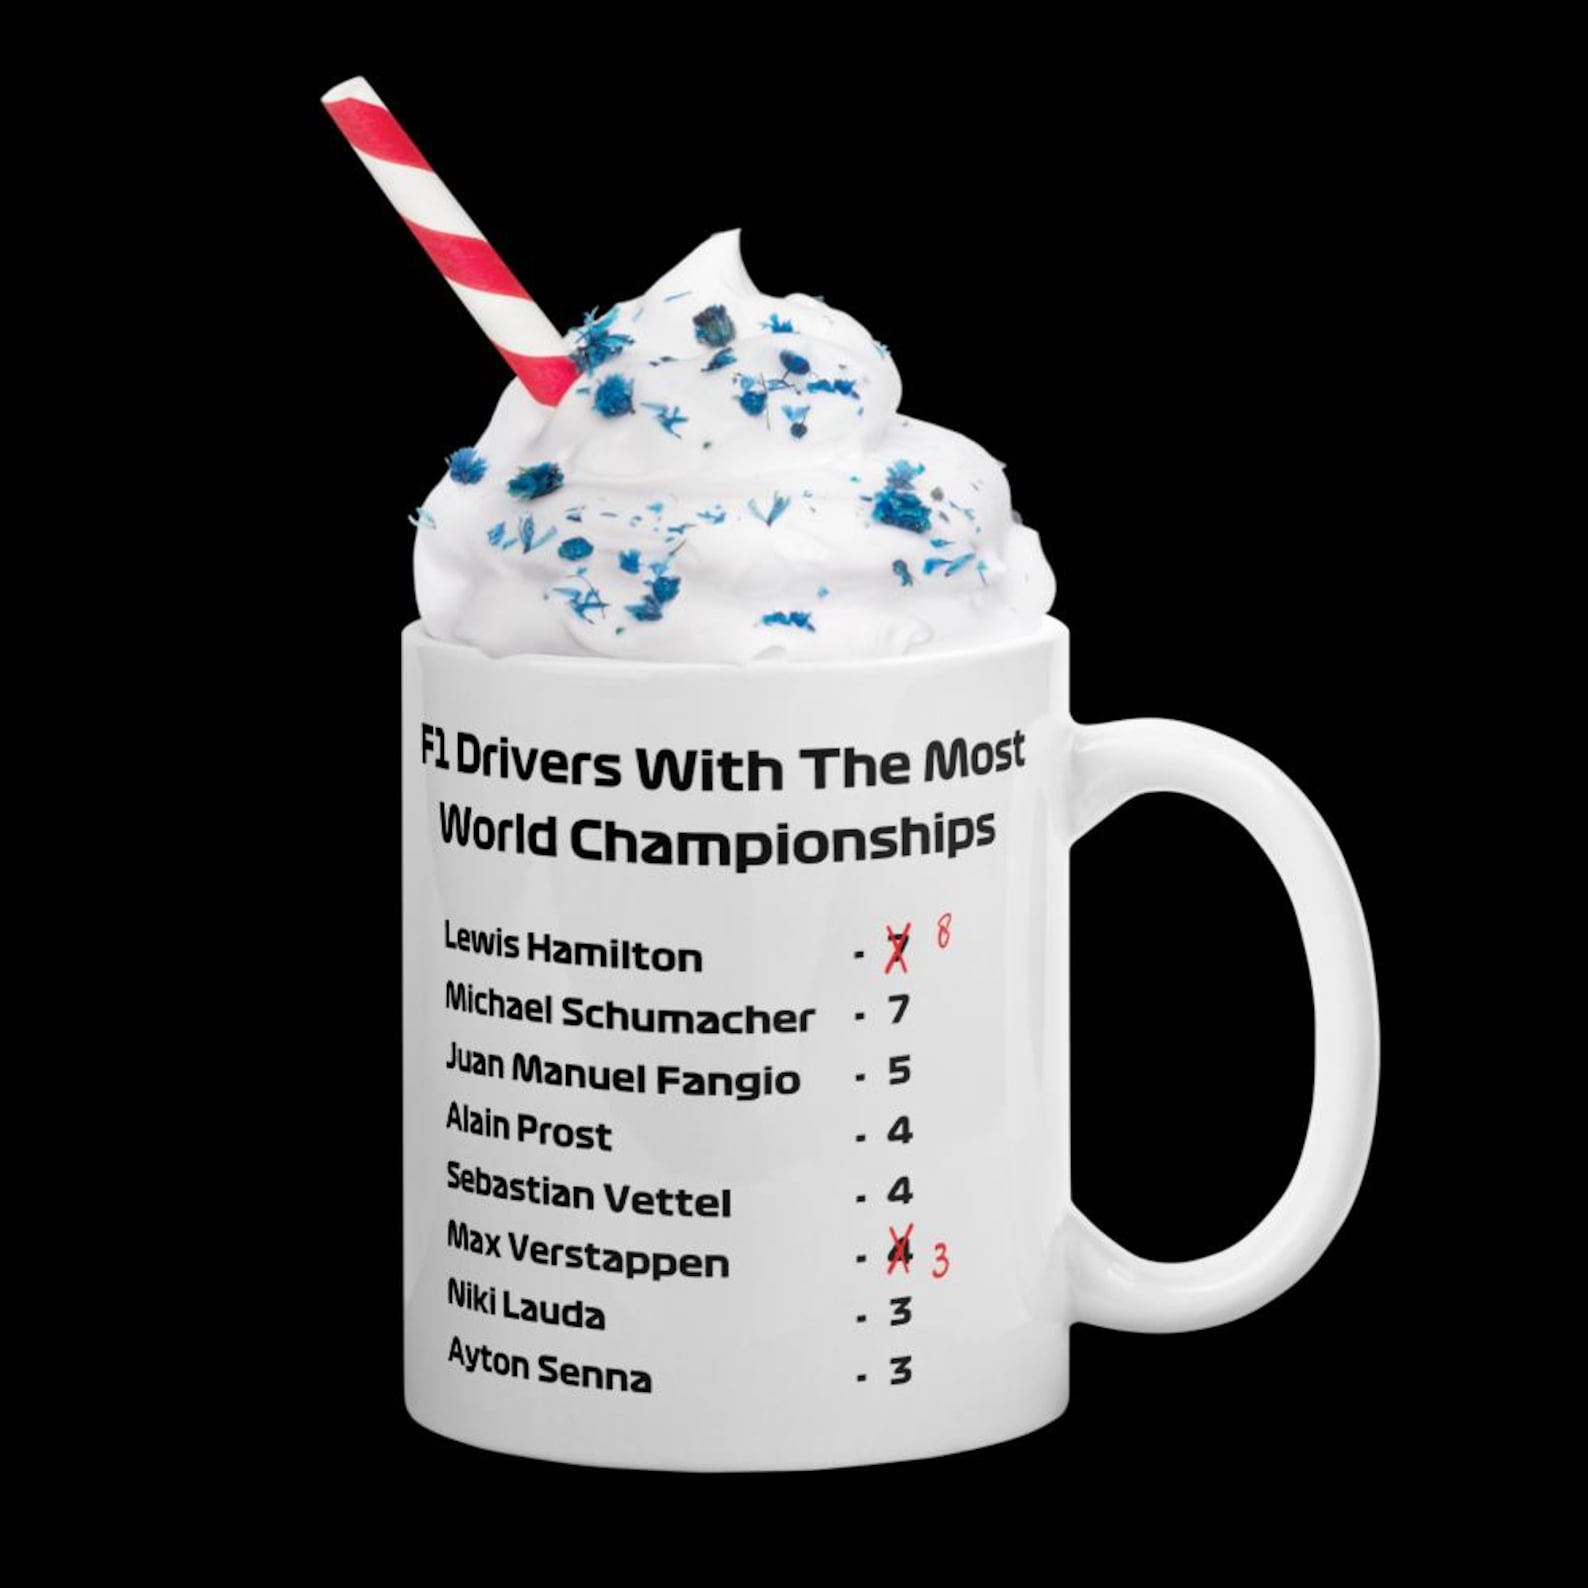 F1 Drivers With The Most
World Championships
Lewis Hamilton - 7 8
Michael Schumacher - 7
Juan Manuel Fangio - 5
Alain Prost - 4
Sebastian Vettel - 4
Max Verstappen - 4 3
Niki Lauda - 3
Ayton Senna - 3